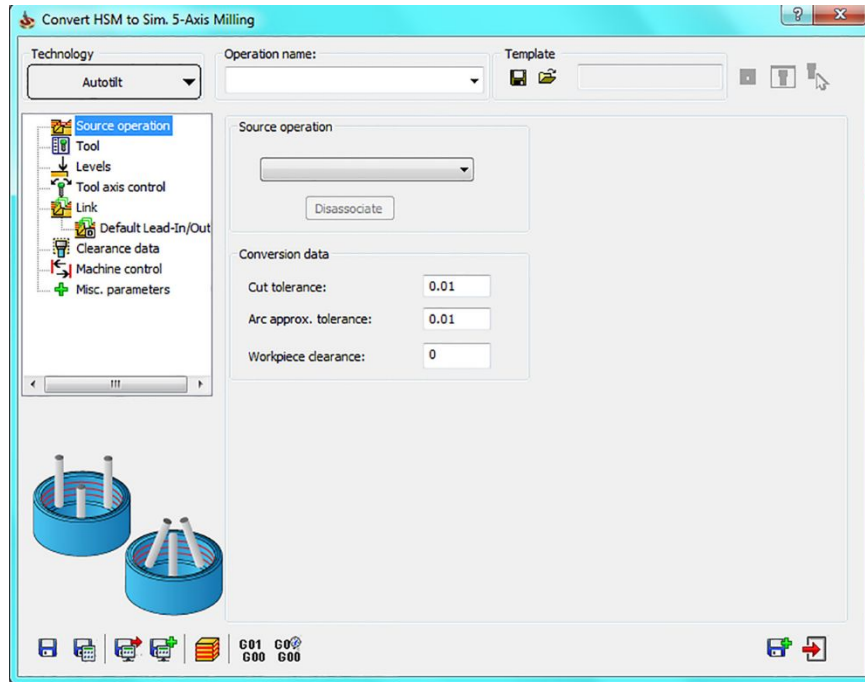 Convert HSM to Sim. 5-Axis Milling
Technology
Operation name:
Template
Autotilt
Source operation
Tool
Levels
Tool axis control
Link
Default Lead-In/Out
Clearance data
Machine control
Misc. parameters
Source operation
Disassociate
Conversion data
Cut tolerance: 0.01
Arc approx. tolerance: 0.01
Workpiece clearance: 0
G01 G00
G00 G00